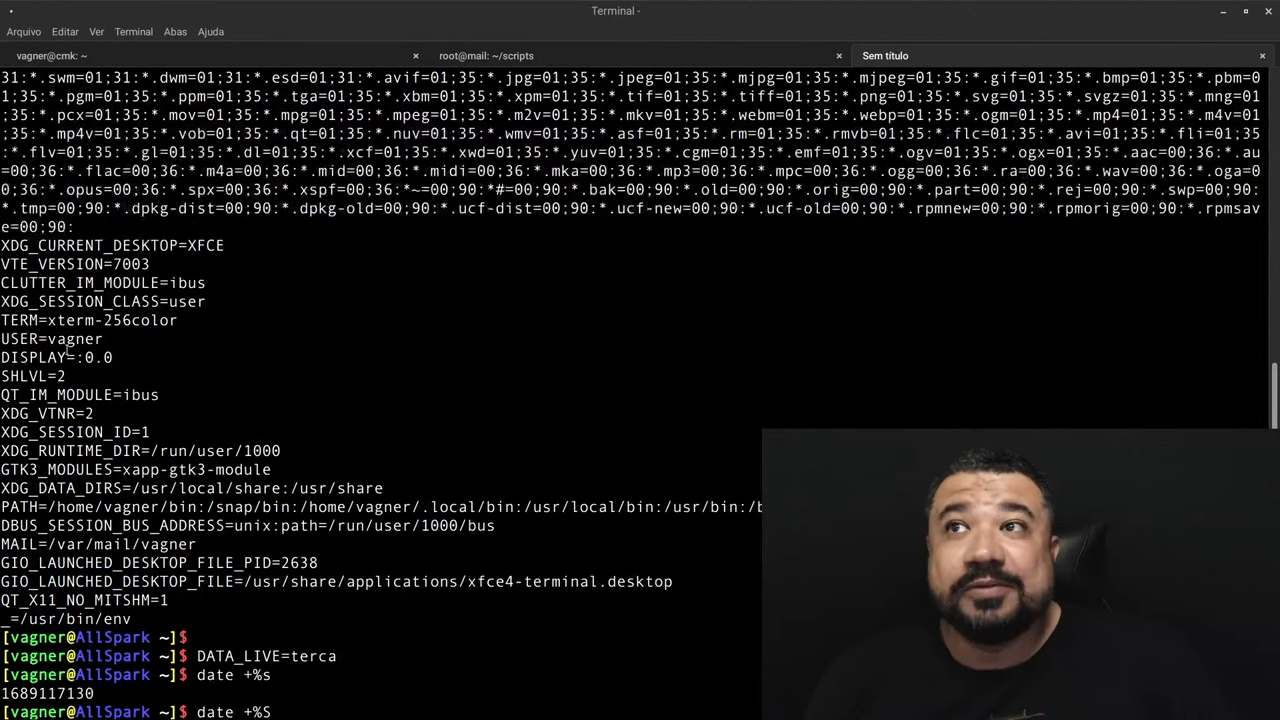 Terminal -
Arquivo Editar Ver Terminal Abas Ajuda
vagner@cmk: ~ × root@mail: ~/scripts × Sem título ×
31:*.swm=01;31:*.dwm=01;31:*.esd=01;31:*.avif=01;35:*.jpg=01;35:*.jpeg=01;35:*.mjpg=01;35:*.mjpeg=01;35:*.gif=01;35:*.bmp=01;35:*.pbm=0
1;35:*.pgm=01;35:*.ppm=01;35:*.tga=01;35:*.xbm=01;35:*.xpm=01;35:*.tif=01;35:*.tiff=01;35:*.png=01;35:*.svg=01;35:*.svgz=01;35:*.mng=01
;35:*.pcx=01;35:*.mov=01;35:*.mpg=01;35:*.mpeg=01;35:*.m2v=01;35:*.mkv=01;35:*.webm=01;35:*.webp=01;35:*.ogm=01;35:*.mp4=01;35:*.m4v=01
;35:*.mp4v=01;35:*.vob=01;35:*.qt=01;35:*.nuv=01;35:*.wmv=01;35:*.asf=01;35:*.rm=01;35:*.rmvb=01;35:*.flc=01;35:*.avi=01;35:*.fli=01;35
:*.flv=01;35:*.gl=01;35:*.dl=01;35:*.xcf=01;35:*.xwd=01;35:*.yuv=01;35:*.cgm=01;35:*.emf=01;35:*.ogv=01;35:*.ogx=01;35:*.aac=00;36:*.au
=00;36:*.flac=00;36:*.m4a=00;36:*.mid=00;36:*.midi=00;36:*.mka=00;36:*.mp3=00;36:*.mpc=00;36:*.ogg=00;36:*.ra=00;36:*.wav=00;36:*.oga=0
0;36:*.opus=00;36:*.spx=00;36:*.xspf=00;36:*~=00;90:*#=00;90:*.bak=00;90:*.old=00;90:*.orig=00;90:*.part=00;90:*.rej=00;90:*.swp=00;90:
*.tmp=00;90:*.dpkg-dist=00;90:*.dpkg-old=00;90:*.ucf-dist=00;90:*.ucf-new=00;90:*.ucf-old=00;90:*.rpmnew=00;90:*.rpmorig=00;90:*.rpmsav
e=00;90:
XDG_CURRENT_DESKTOP=XFCE
VTE_VERSION=7003
CLUTTER_IM_MODULE=ibus
XDG_SESSION_CLASS=user
TERM=xterm-256color
USER=vagner
DISPLAY=:0.0
SHLVL=2
QT_IM_MODULE=ibus
XDG_VTNR=2
XDG_SESSION_ID=1
XDG_RUNTIME_DIR=/run/user/1000
GTK3_MODULES=xapp-gtk3-module
XDG_DATA_DIRS=/usr/local/share:/usr/share
PATH=/home/vagner/bin:/snap/bin:/home/vagner/.local/bin:/usr/local/bin:/usr/bin:/b
DBUS_SESSION_BUS_ADDRESS=unix:path=/run/user/1000/bus
MAIL=/var/mail/vagner
GIO_LAUNCHED_DESKTOP_FILE_PID=2638
GIO_LAUNCHED_DESKTOP_FILE=/usr/share/applications/xfce4-terminal.desktop
QT_X11_NO_MITSHM=1
_=/usr/bin/env
[vagner@AllSpark ~]$
[vagner@AllSpark ~]$ DATA_LIVE=terca
[vagner@AllSpark ~]$ date +%s
1689117130
[vagner@AllSpark ~]$ date +%S